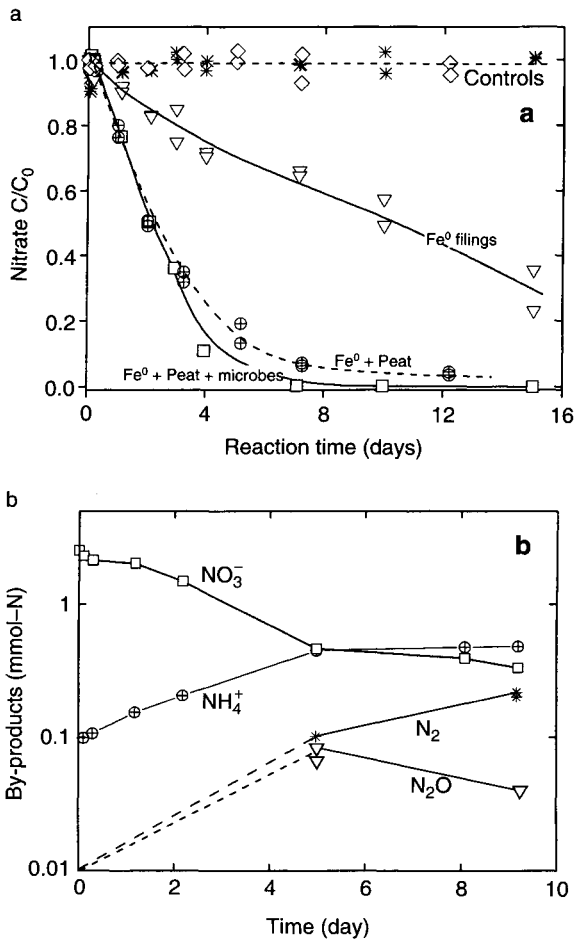 a
1.0
Controls
0.8
a
0.6
Fe⁰ filings
0.4
Fe⁰ + Peat
0.2
Fe⁰ + Peat + microbes
0.0
Nitrate C/C₀
0 4 8 12 16
Reaction time (days)
b
b
NO₃⁻
1
NH₄⁺
0.1
N₂
N₂O
0.01
By-products (mmol–N)
0 2 4 6 8 10
Time (day)